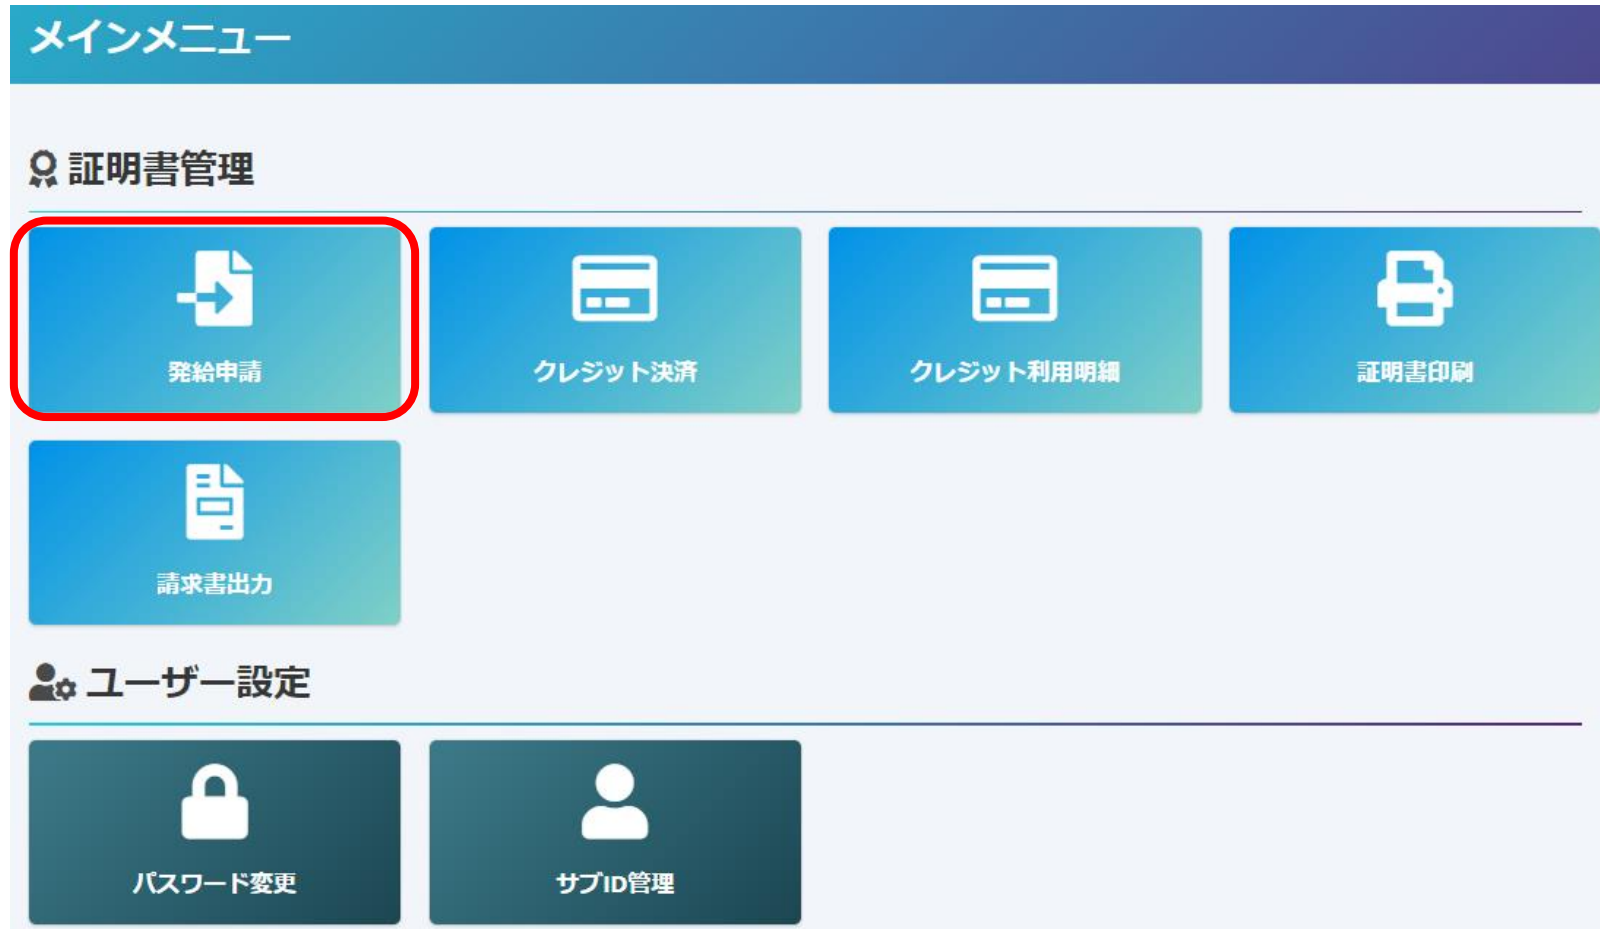 メインメニュー
証明書管理
発給申請
クレジット決済
クレジット利用明細
証明書印刷
請求書出力
ユーザー設定
パスワード変更
サブID管理